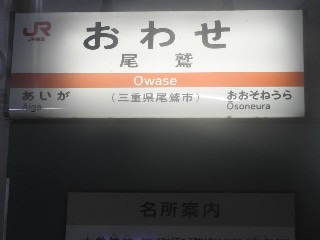 JR
おわせ
尾鷲
Owase
あいが
Aiga
(三重県尾鷲市)
おおそねうら
Osoneura
名所案内